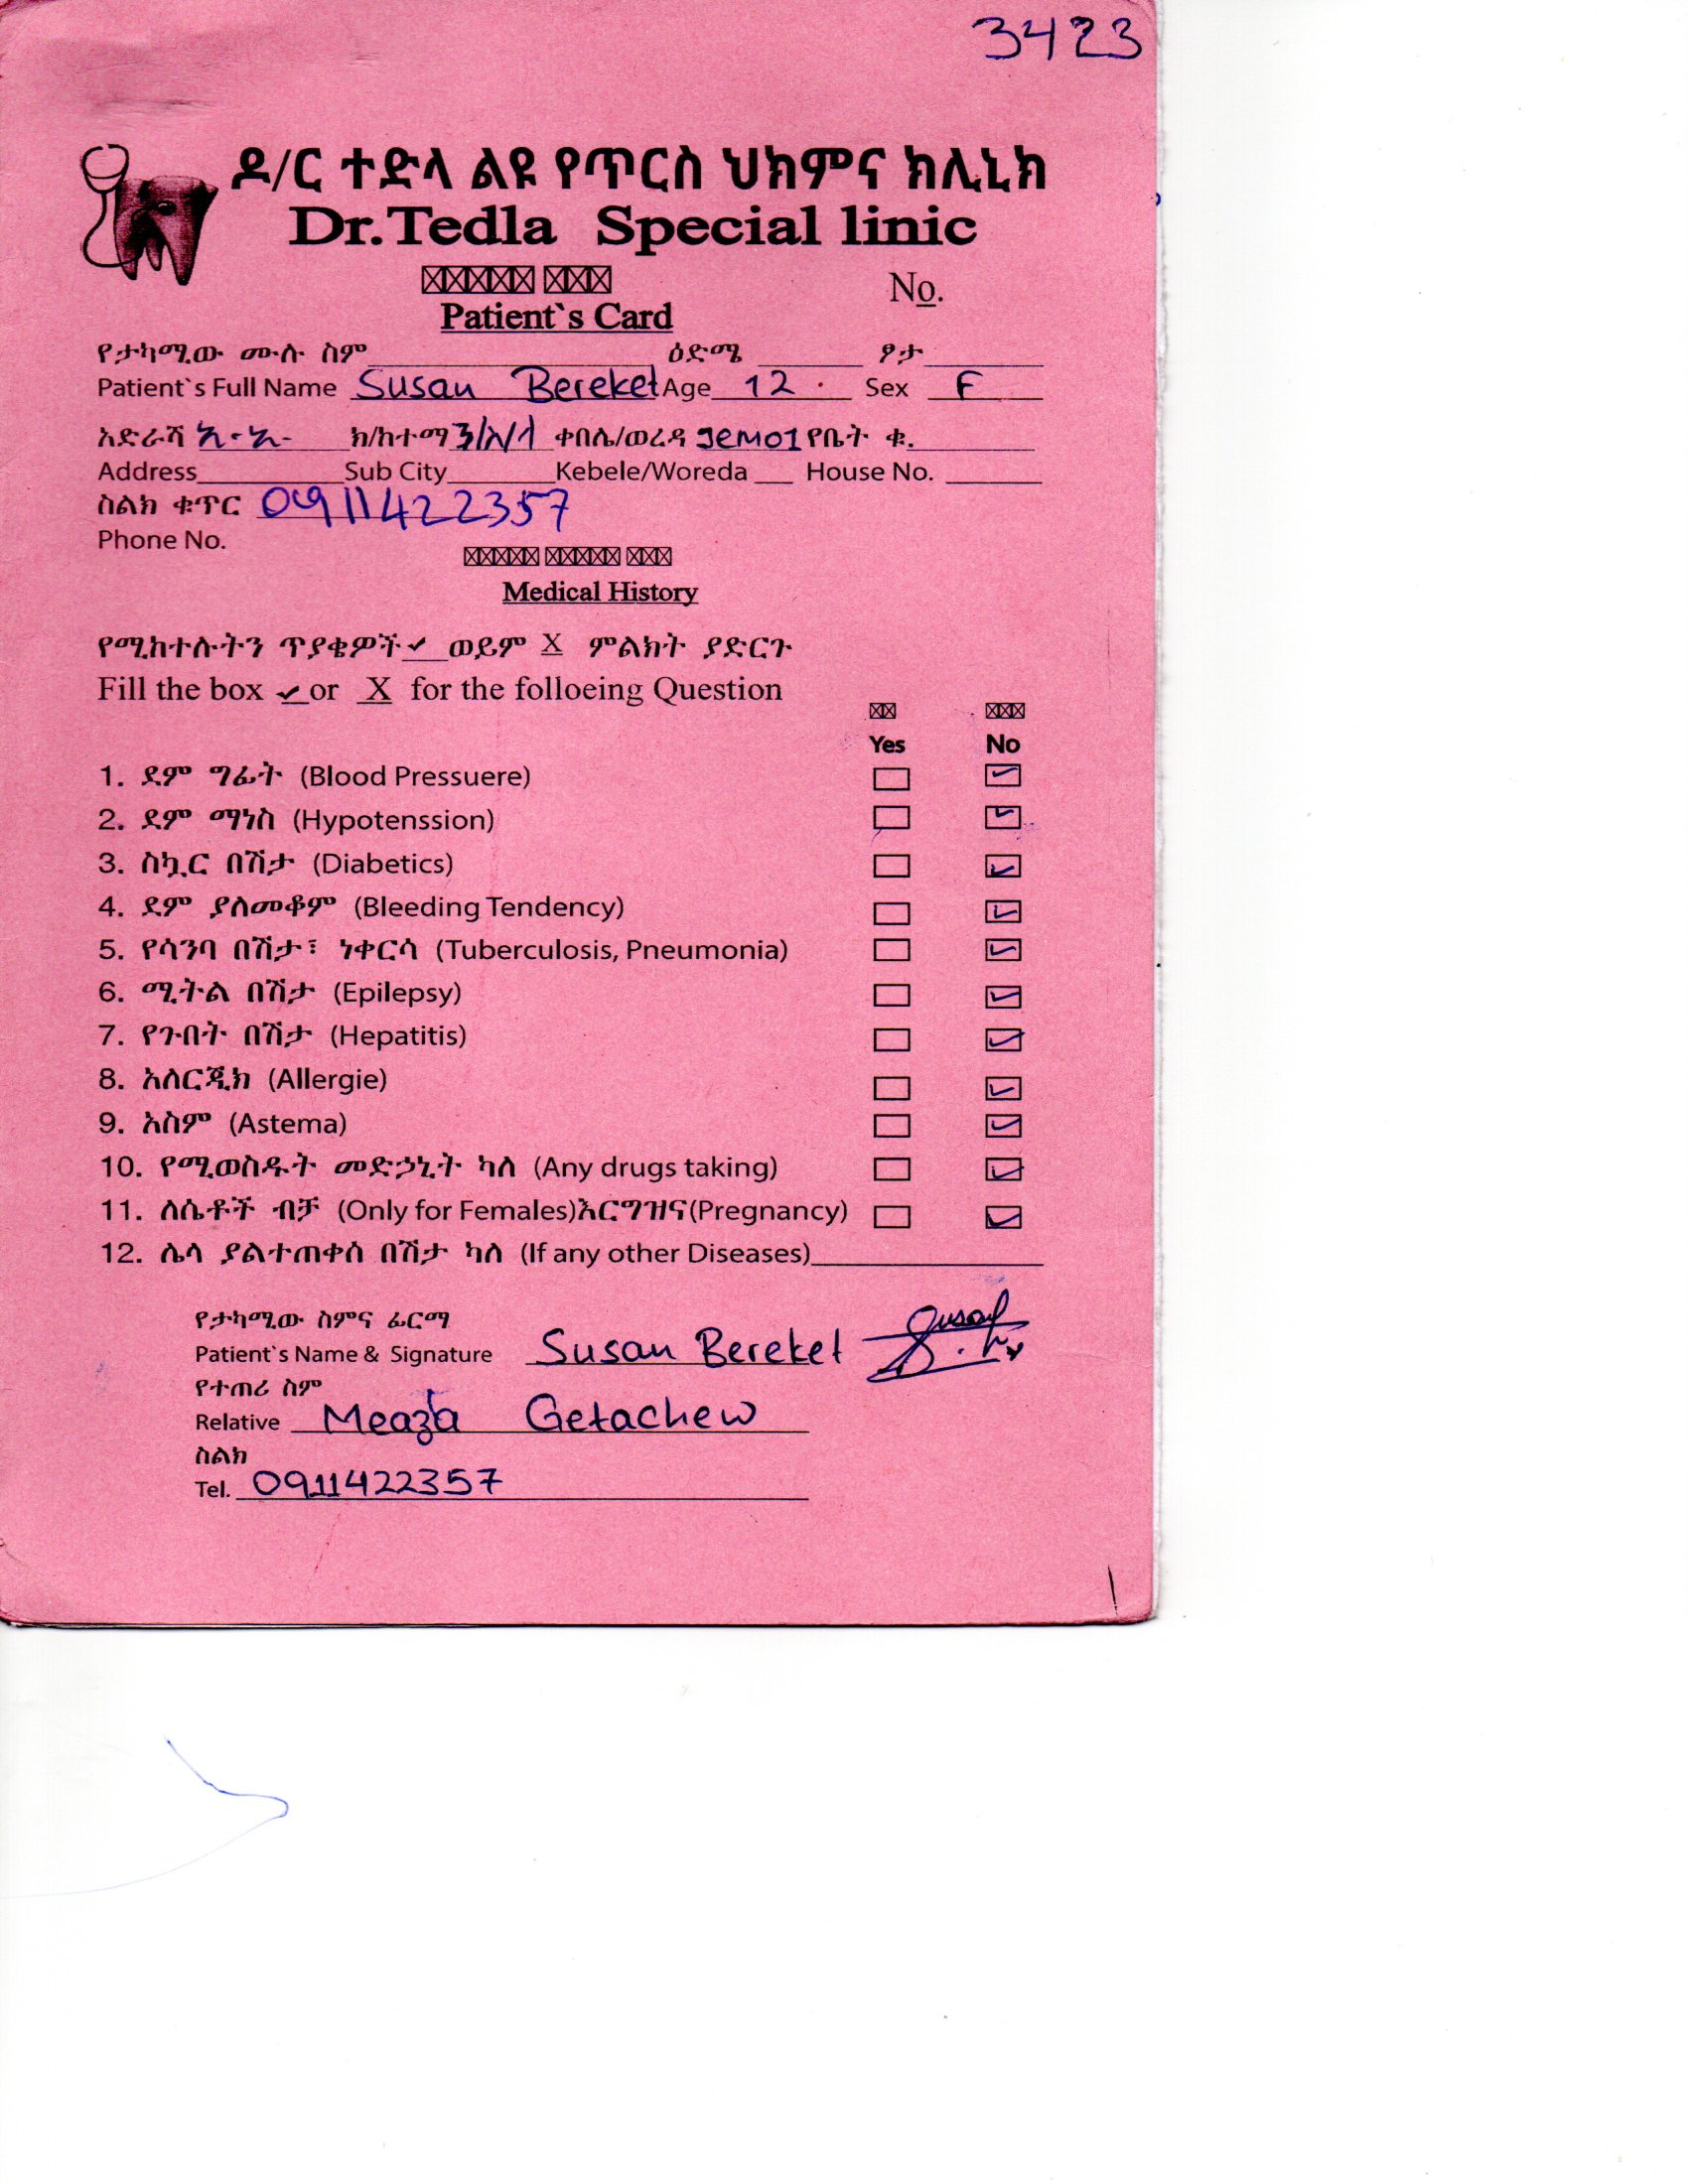 3423
ዶ/ር ተድላ ልዩ የጥርስ ህክምና ክሊኒክ
Dr.Tedla Special linic
No.
Patient`s Card
የታካሚው ሙሉ ስም ዕድሜ ፆታ
Patient`s Full Name Susan Bereket Age 12 Sex F
አድራሻ አ.አ. ክ/ከተማ ቀበሌ/ወረዳ JEMO1 የቤት ቁ.
Address Sub City Kebele/Woreda House No.
ስልክ ቁጥር 0911422357
Phone No.
Medical History
የሚከተሉትን ጥያቄዎች ✓ ወይም X ምልክት ያድርጉ
Fill the box ✓ or X for the folloeing Question
Yes No
1. ደም ግፊት (Blood Pressuere) ☐ ☑
2. ደም ማነስ (Hypotenssion) ☐ ☑
3. ስኳር በሽታ (Diabetics) ☐ ☑
4. ደም ያለመቆም (Bleeding Tendency) ☐ ☑
5. የሳንባ በሽታ፣ ነቀርሳ (Tuberculosis, Pneumonia) ☐ ☑
6. ሚትል በሽታ (Epilepsy) ☐ ☑
7. የጉበት በሽታ (Hepatitis) ☐ ☑
8. አለርጂክ (Allergie) ☐ ☑
9. አስም (Astema) ☐ ☑
10. የሚወስዱት መድኃኒት ካለ (Any drugs taking) ☐ ☑
11. ለሴቶች ብቻ (Only for Females)እርግዝና(Pregnancy) ☐ ☑
12. ሌላ ያልተጠቀሰ በሽታ ካለ (If any other Diseases)
የታካሚው ስምና ፊርማ
Patient`s Name & Signature Susan Bereket
የተጠሪ ስም
Relative Meaza Getachew
ስልክ
Tel. 0911422357